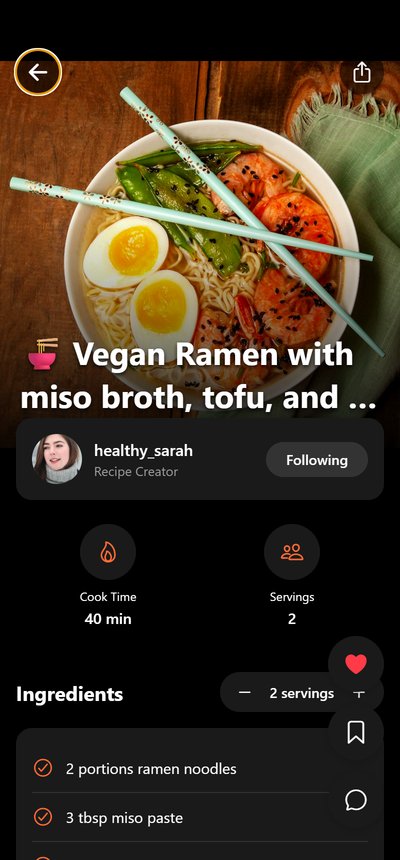 🍜 Vegan Ramen with
miso broth, tofu, and ...
healthy_sarah
Recipe Creator
Following
Cook Time
40 min
Servings
2
Ingredients
2 servings
2 portions ramen noodles
3 tbsp miso paste